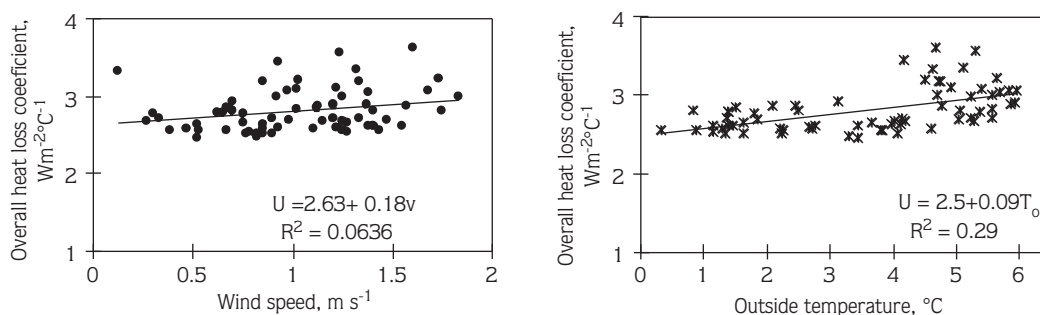 Overall heat loss coeeficient,
Wm⁻²°C⁻¹
4
3
2
1
U =2.63+ 0.18v
R² = 0.0636
0 0.5 1 1.5 2
Wind speed, m s⁻¹
Overall heat loss coeeficient,
Wm⁻²°C⁻¹
4
3
2
1
U = 2.5+0.09Tₒ
R² = 0.29
0 1 2 3 4 5 6
Outside temperature, °C